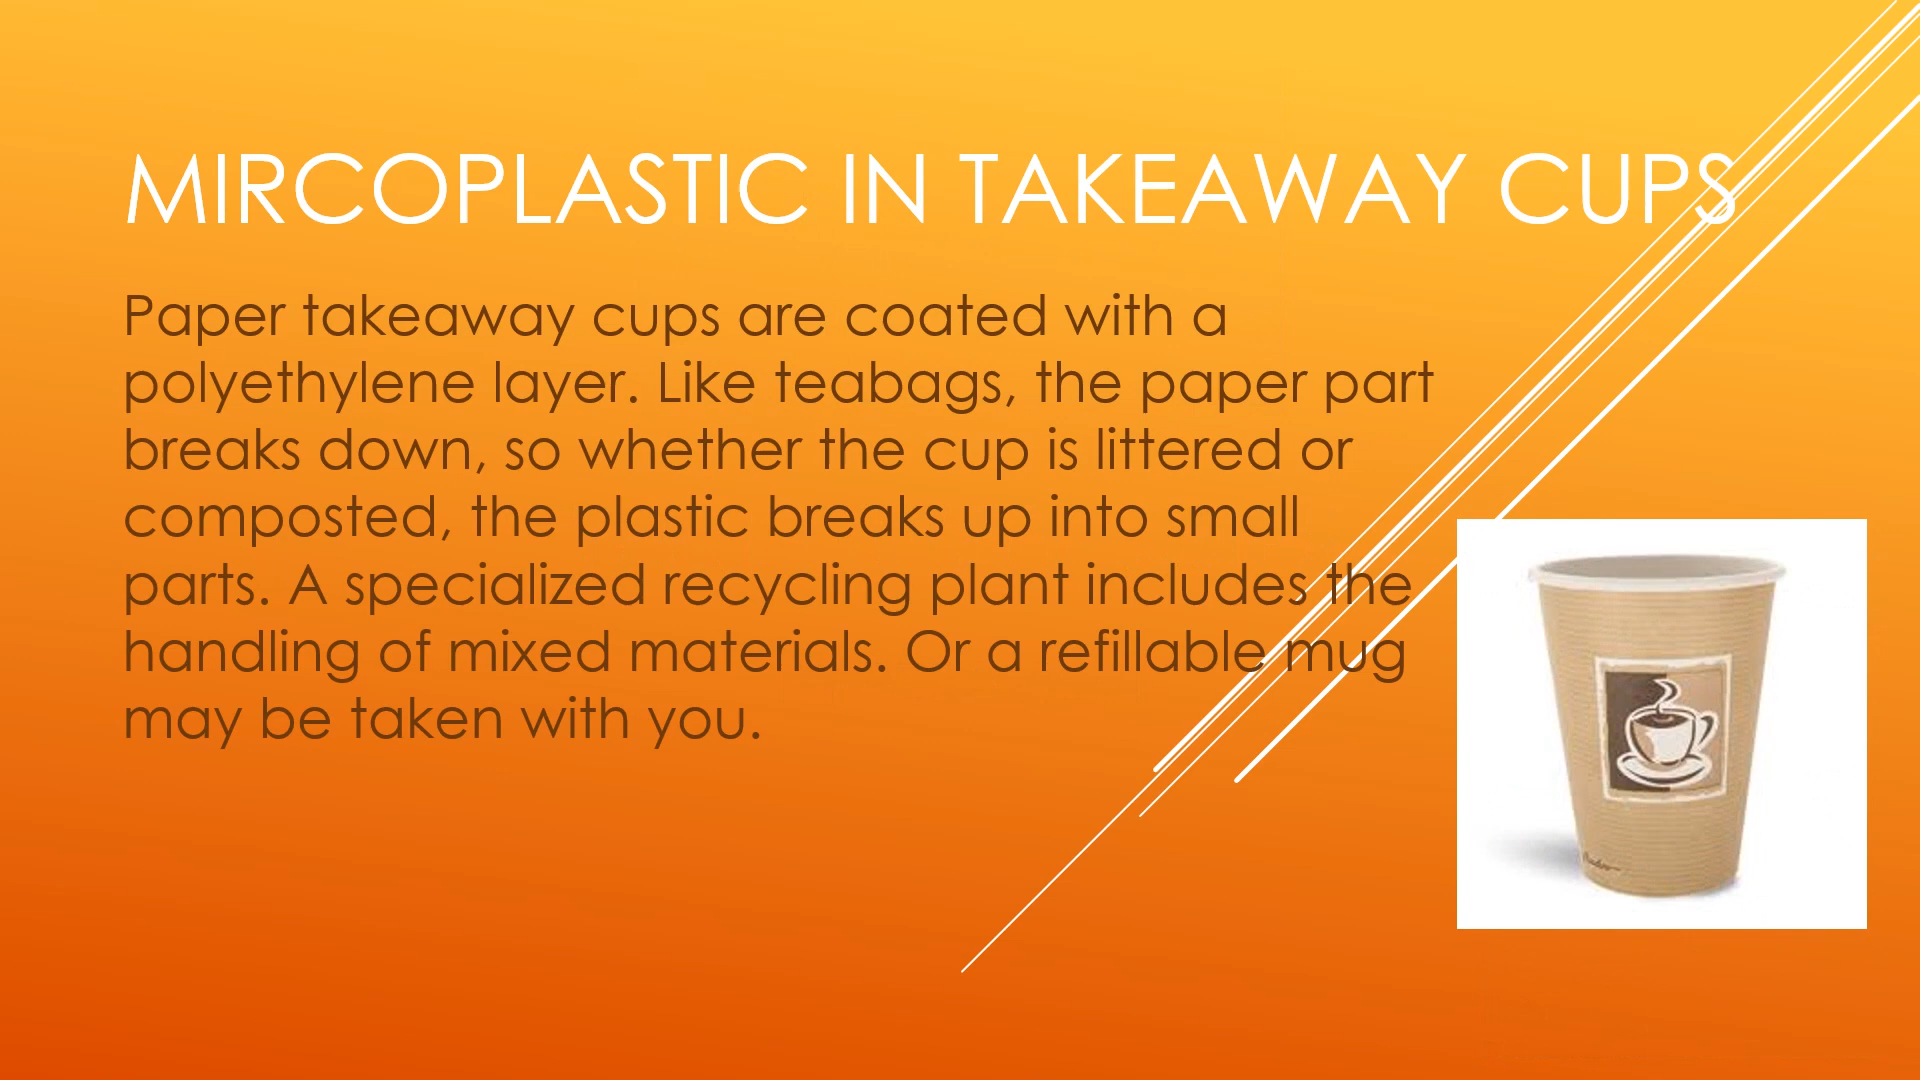 MIRCOPLASTIC IN TAKEAWAY CUPS
Paper takeaway cups are coated with a
polyethylene layer. Like teabags, the paper part
breaks down, so whether the cup is littered or
composted, the plastic breaks up into small
parts. A specialized recycling plant includes the
handling of mixed materials. Or a refillable mug
may be taken with you.